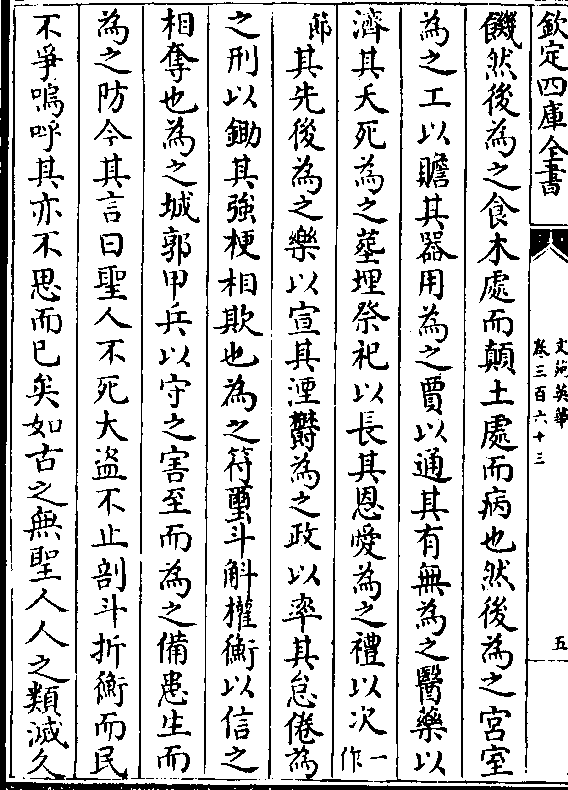 欽定四庫全書
文苑英華
卷三百六十三
五
饑然後為之食木處而顛土處而病也然後為之宮室
為之工以贍其器用為之賈以通其有無為之醫藥以
濟其夭死為之塟埋祭祀以長其恩愛為之禮以次一作
節其先後為之樂以宣其湮鬱為之政以率其怠倦為
之刑以鋤其強梗相欺也為之符璽斗斛權衡以信之
相奪也為之城郭甲兵以守之害至而為之備患生而
為之防今其言曰聖人不死大盜不止剖斗折衡而民
不爭嗚呼其亦不思而已矣如古之無聖人人之類滅久